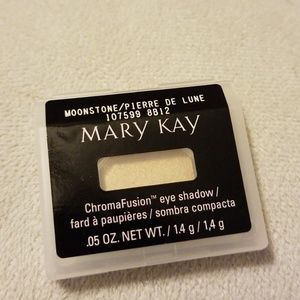 MOONSTONE/PIERRE DE LUNE
107599 8B12
MARY KAY
ChromaFusion™ eye shadow /
fard à paupières / sombra compacta
.05 OZ. NET WT. / 1.4 g / 1,4 g